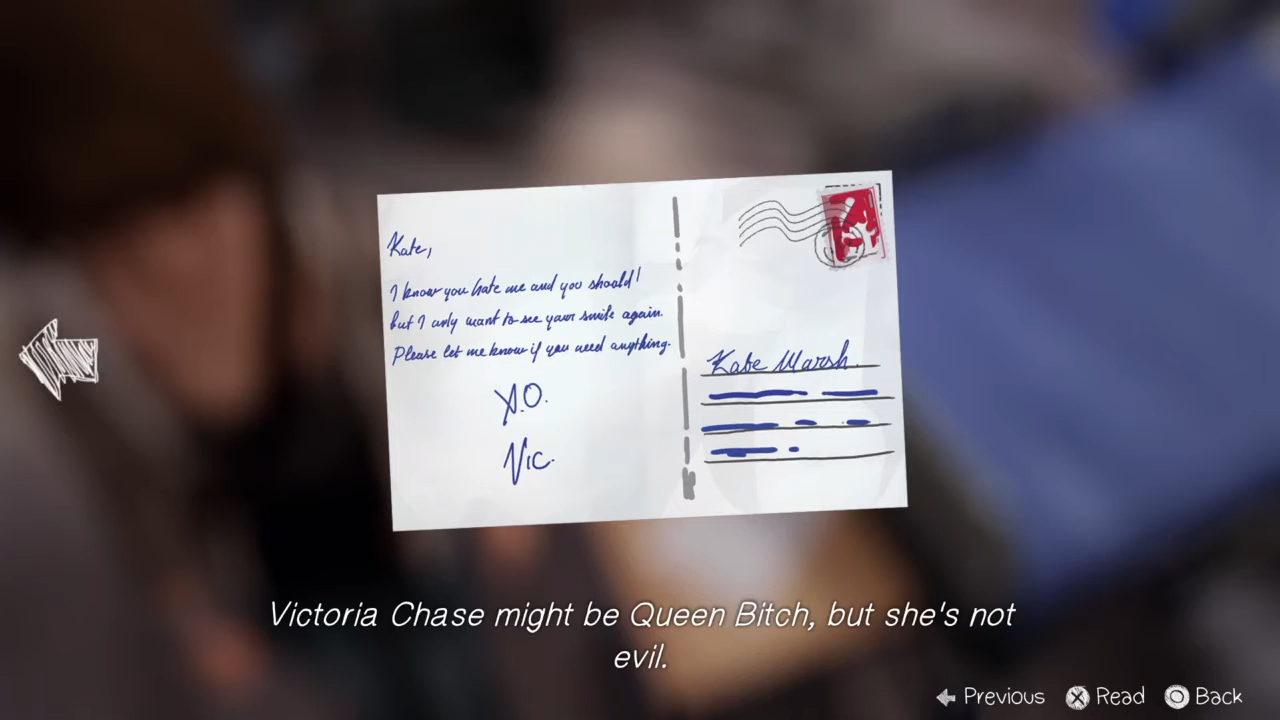 Kate,
I know you hate me and you should!
but I only want to see your smile again.
Please let me know if you need anything.
X.O.
Vic.
Kate Marsh
Victoria Chase might be Queen Bitch, but she's not
evil.
Previous
Read
Back